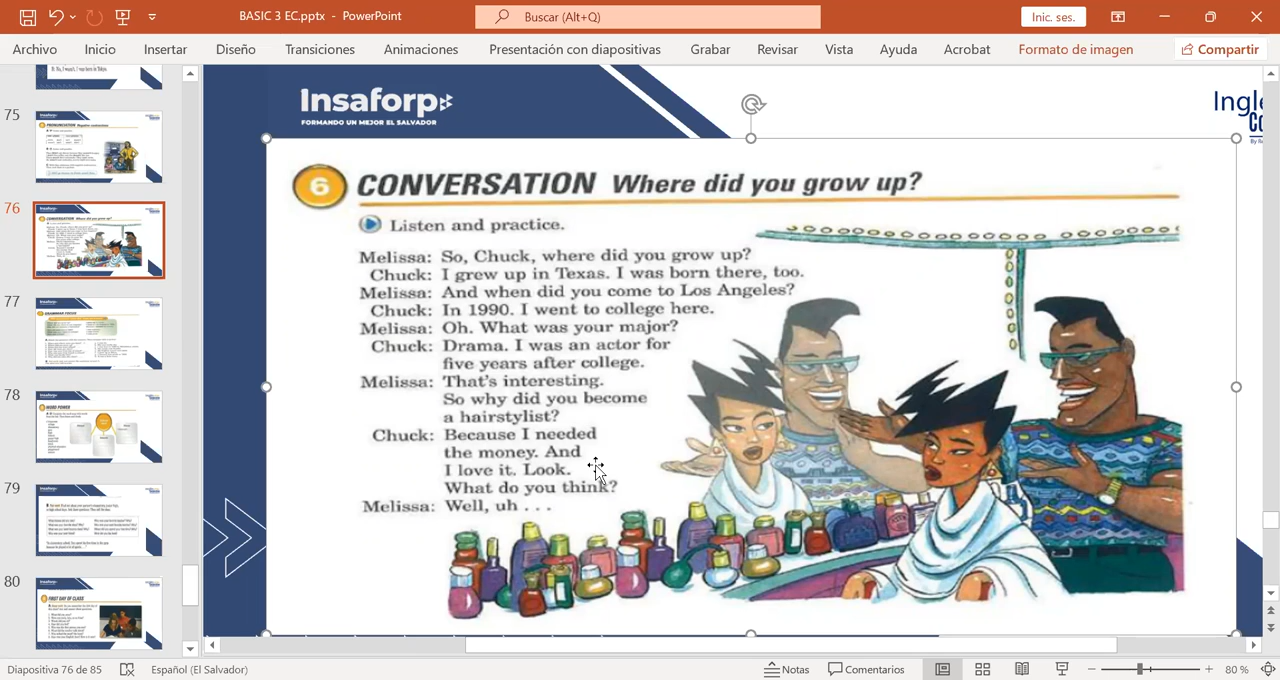 BASIC 3 EC.pptx - PowerPoint
Buscar (Alt+Q)
Inic. ses.
Archivo Inicio Insertar Diseño Transiciones Animaciones Presentación con diapositivas Grabar Revisar Vista Ayuda Acrobat Formato de imagen Compartir
75
76
77
78
79
80
Insaforp
FORMANDO UN MEJOR EL SALVADOR
6 CONVERSATION Where did you grow up?
Listen and practice.
Melissa: So, Chuck, where did you grow up?
Chuck: I grew up in Texas. I was born there, too.
Melissa: And when did you come to Los Angeles?
Chuck: In 1990. I went to college here.
Melissa: Oh. What was your major?
Chuck: Drama. I was an actor for
five years after college.
Melissa: That's interesting.
So why did you become
a hairstylist?
Chuck: Because I needed
the money. And
I love it. Look.
What do you think?
Melissa: Well, uh . . .
Diapositiva 76 de 85 Español (El Salvador) Notas Comentarios 80 %